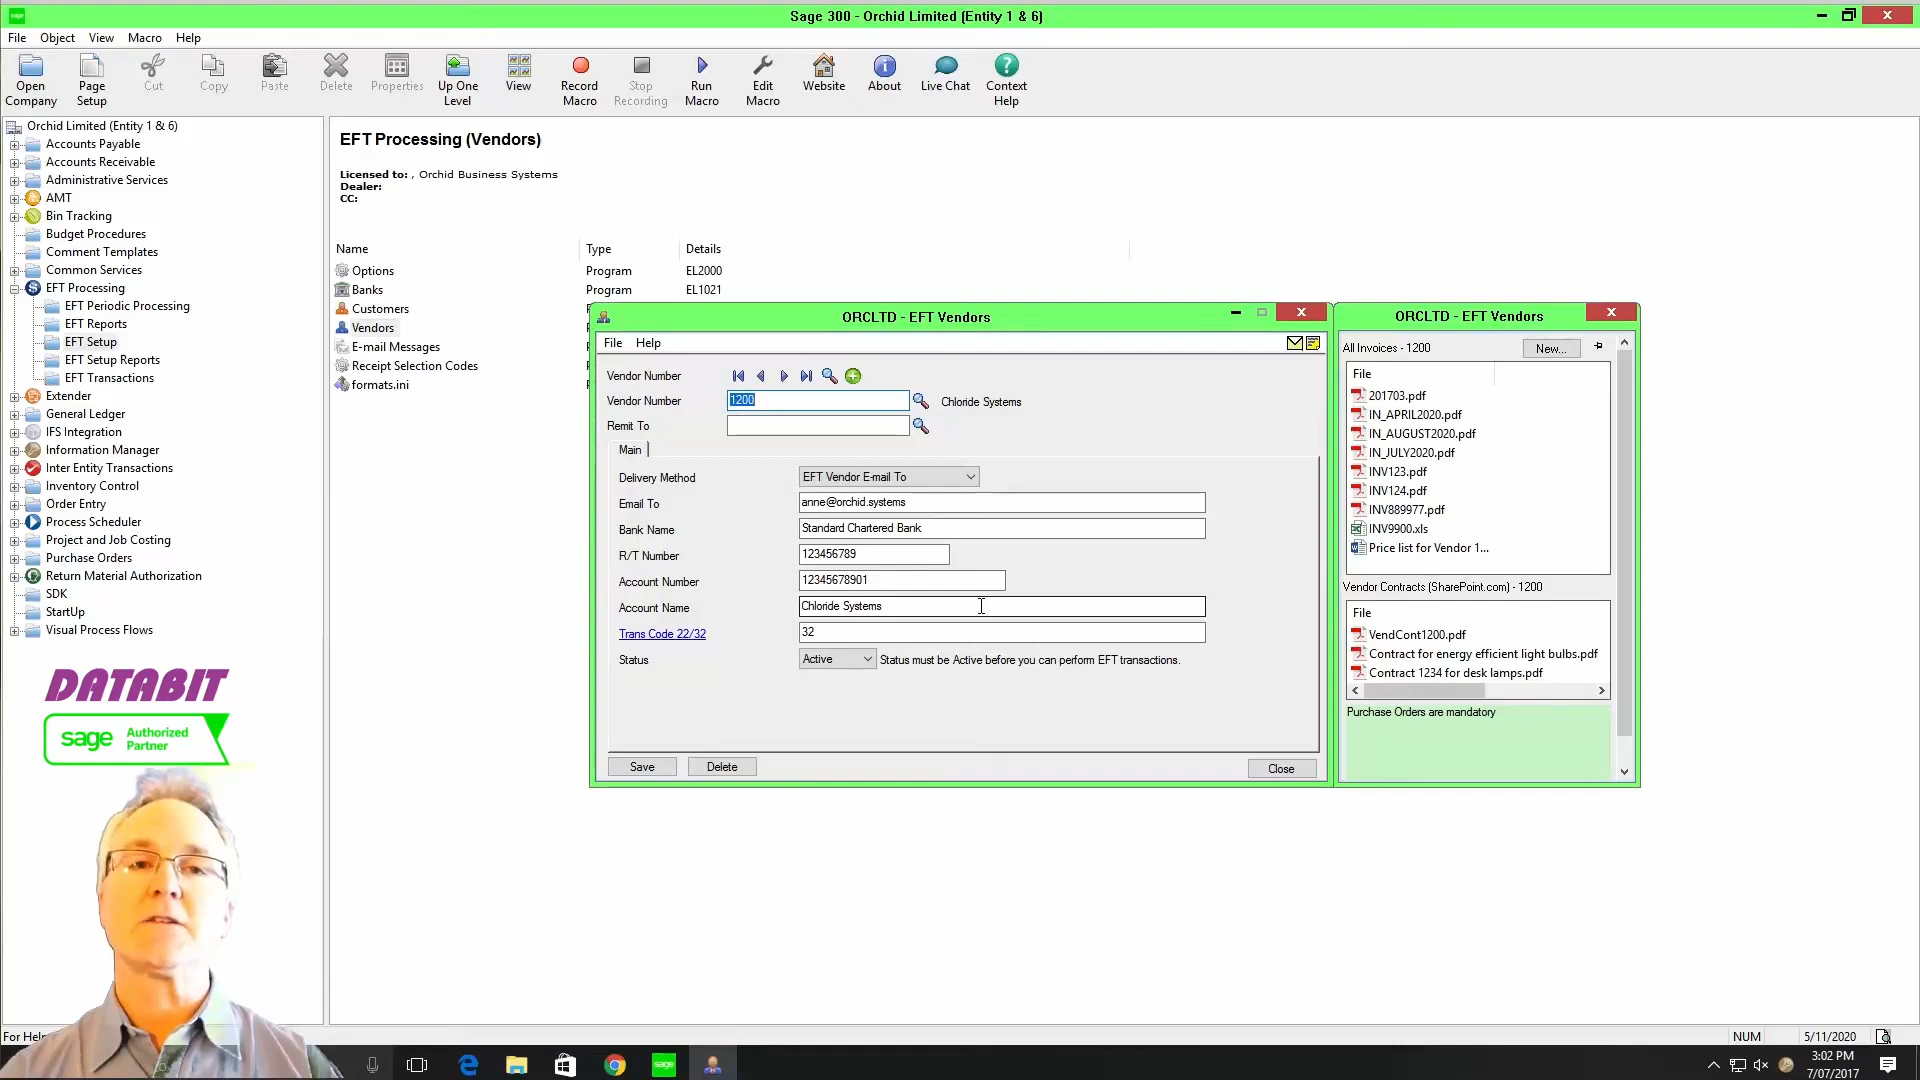 Sage 300 - Orchid Limited (Entity 1 & 6)
File Object View Macro Help
Open Company
Page Setup
Cut
Copy
Paste
Delete
Properties
Up One Level
View
Record Macro
Stop Recording
Run Macro
Edit Macro
Website
About
Live Chat
Context Help
Orchid Limited (Entity 1 & 6)
Accounts Payable
Accounts Receivable
Administrative Services
AMT
Bin Tracking
Budget Procedures
Comment Templates
Common Services
EFT Processing
EFT Periodic Processing
EFT Reports
EFT Setup
EFT Setup Reports
EFT Transactions
Extender
General Ledger
IFS Integration
Information Manager
Inter Entity Transactions
Inventory Control
Order Entry
Process Scheduler
Project and Job Costing
Purchase Orders
Return Material Authorization
SDK
StartUp
Visual Process Flows
DATABIT
sage Authorized Partner
EFT Processing (Vendors)
Licensed to: , Orchid Business Systems
Dealer:
CC:
Name Type Details
Options Program EL2000
Banks Program EL1021
Customers
Vendors
E-mail Messages
Receipt Selection Codes
formats.ini
ORCLTD - EFT Vendors
File Help
Vendor Number
Vendor Number 1200 Chloride Systems
Remit To
Main
Delivery Method EFT Vendor E-mail To
Email To anne@orchid.systems
Bank Name Standard Chartered Bank
R/T Number 123456789
Account Number 12345678901
Account Name Chloride Systems
Trans Code 22/32 32
Status Active Status must be Active before you can perform EFT transactions.
Save Delete Close
ORCLTD - EFT Vendors
All Invoices - 1200 New...
File
201703.pdf
IN_APRIL2020.pdf
IN_AUGUST2020.pdf
IN_JULY2020.pdf
INV123.pdf
INV124.pdf
INV889977.pdf
INV9900.xls
Price list for Vendor 1...
Vendor Contracts (SharePoint.com) - 1200
File
VendCont1200.pdf
Contract for energy efficient light bulbs.pdf
Contract 1234 for desk lamps.pdf
Purchase Orders are mandatory
For Help
NUM 5/11/2020
sage
3:02 PM
7/07/2017